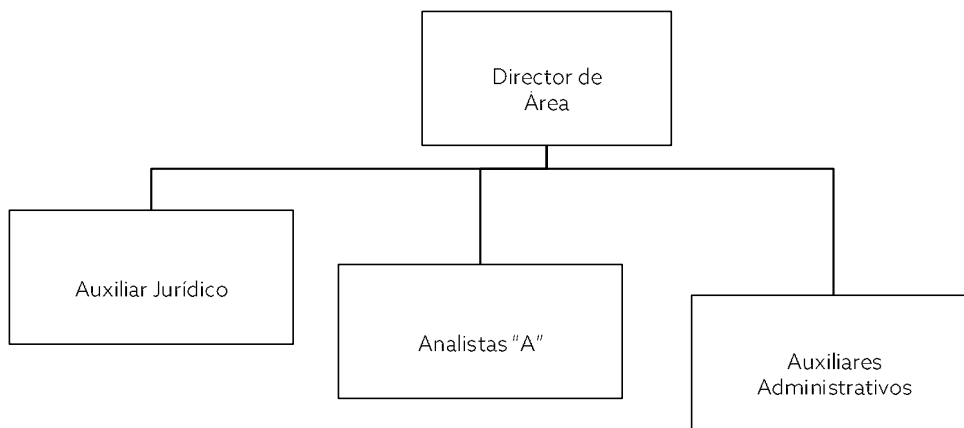 Director de
Área
Auxiliar Jurídico
Analistas "A"
Auxiliares
Administrativos